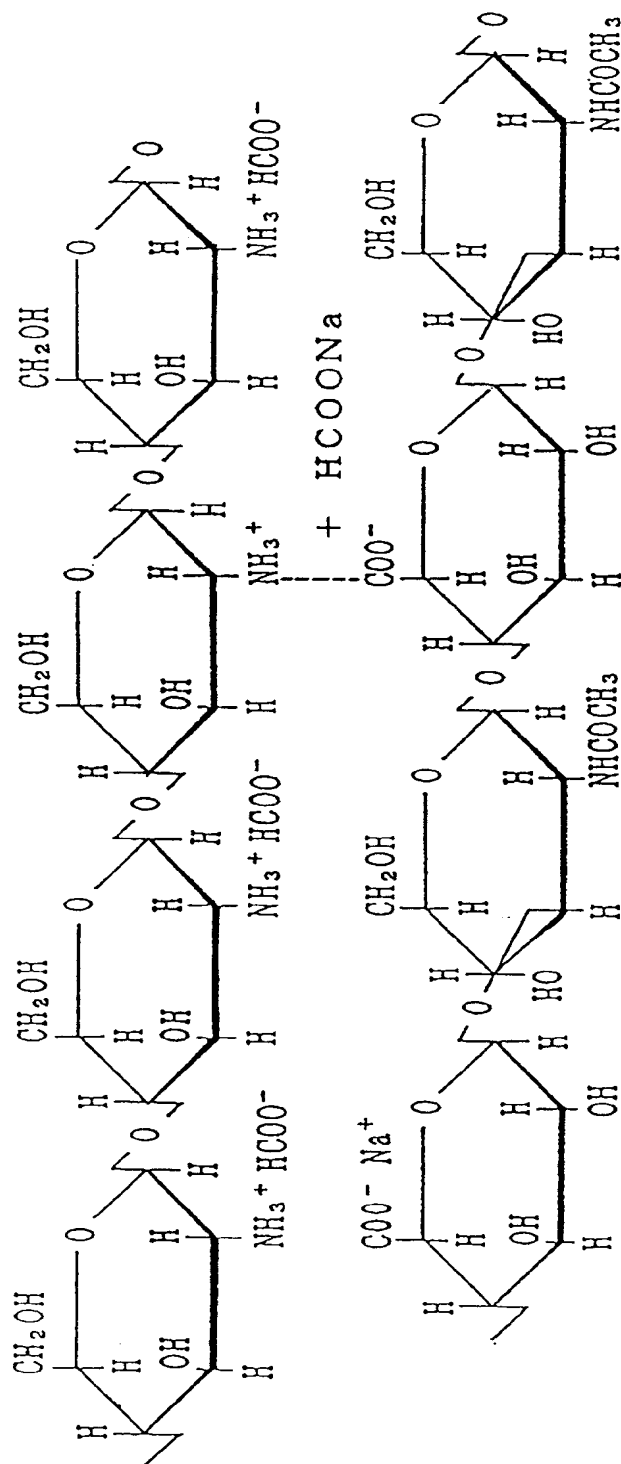 CH₂OH CH₂OH CH₂OH CH₂OH
O O O O
H H H H
H H H H
O O O O
OH H OH H OH H OH H
H H H H
H NH₃⁺HCOO⁻ H NH₃⁺HCOO⁻ H NH₃⁺ H NH₃⁺HCOO⁻
+ HCOONa
COO⁻ Na⁺ CH₂OH COO⁻ CH₂OH
O O O O
H H H H
H H H H
O O O O
OH H H OH H H
H HO H H HO H
H OH H NHCOCH₃ H OH H NHCOCH₃